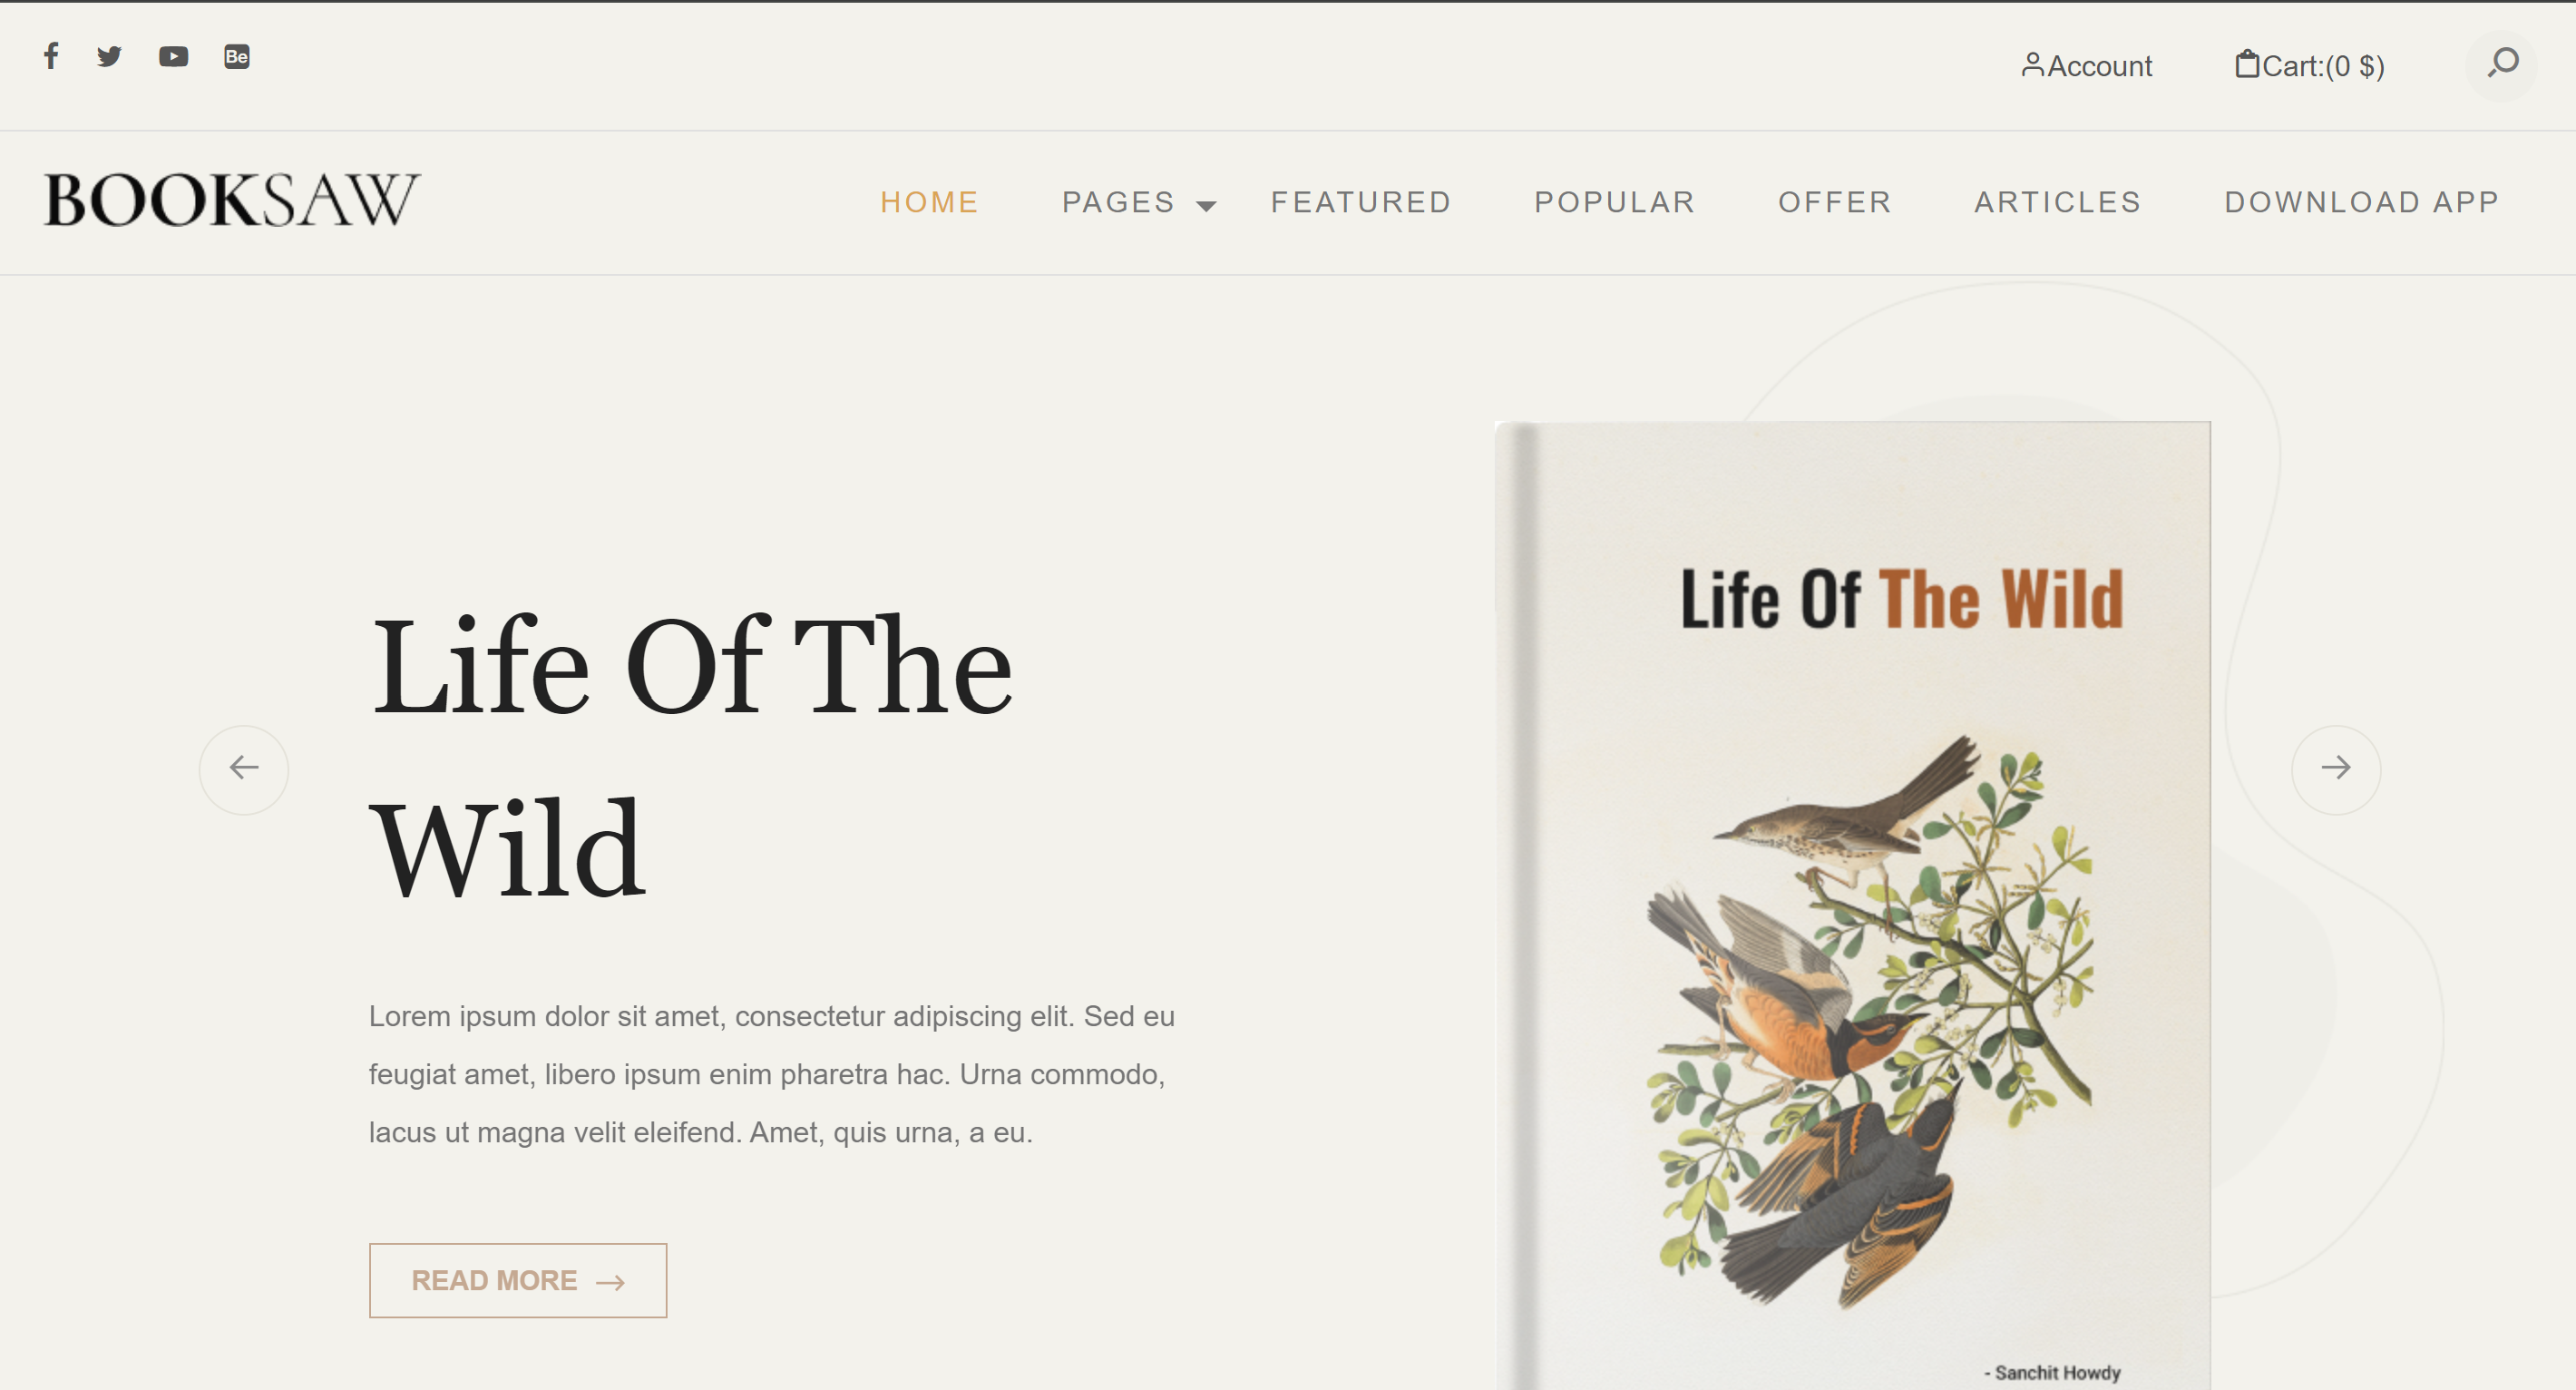 Be
Account
Cart:(0 $)
BOOKSAW
HOME
PAGES
FEATURED
POPULAR
OFFER
ARTICLES
DOWNLOAD APP
Life Of The
Wild
Lorem ipsum dolor sit amet, consectetur adipiscing elit. Sed eu
feugiat amet, libero ipsum enim pharetra hac. Urna commodo,
lacus ut magna velit eleifend. Amet, quis urna, a eu.
READ MORE
Life Of The Wild
- Sanchit Howdy